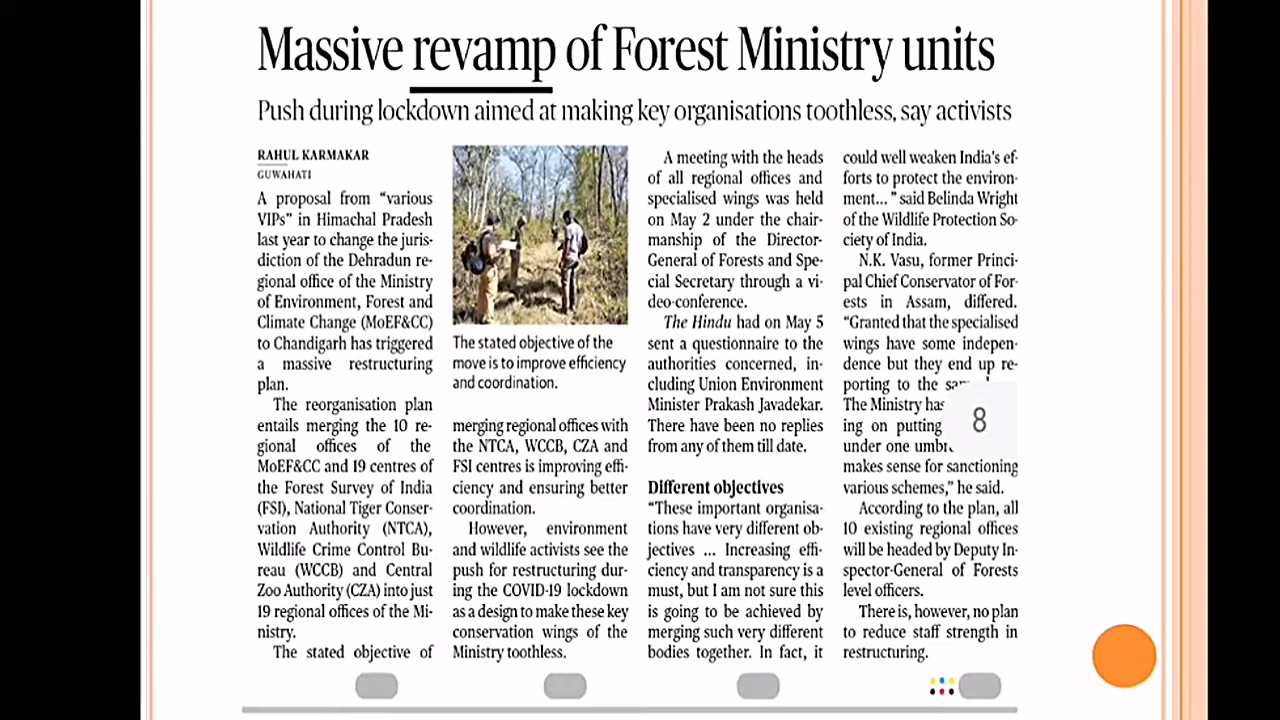 Massive revamp of Forest Ministry units
Push during lockdown aimed at making key organisations toothless, say activists
RAHUL KARMAKAR
GUWAHATI
A proposal from “various
VIPs” in Himachal Pradesh
last year to change the juris-
diction of the Dehradun re-
gional office of the Ministry
of Environment, Forest and
Climate Change (MoEF&CC)
to Chandigarh has triggered
a massive restructuring
plan.
The reorganisation plan
entails merging the 10 re-
gional offices of the
MoEF&CC and 19 centres of
the Forest Survey of India
(FSI), National Tiger Conser-
vation Authority (NTCA),
Wildlife Crime Control Bu-
reau (WCCB) and Central
Zoo Authority (CZA) into just
19 regional offices of the Mi-
nistry.
The stated objective of
The stated objective of the
move is to improve efficiency
and coordination.
merging regional offices with
the NTCA, WCCB, CZA and
FSI centres is improving effi-
ciency and ensuring better
coordination.
However, environment
and wildlife activists see the
push for restructuring dur-
ing the COVID-19 lockdown
as a design to make these key
conservation wings of the
Ministry toothless.
A meeting with the heads
of all regional offices and
specialised wings was held
on May 2 under the chair-
manship of the Director-
General of Forests and Spe-
cial Secretary through a vi-
deo-conference.
The Hindu had on May 5
sent a questionnaire to the
authorities concerned, in-
cluding Union Environment
Minister Prakash Javadekar.
There have been no replies
from any of them till date.
Different objectives
“These important organisa-
tions have very different ob-
jectives ... Increasing effi-
ciency and transparency is a
must, but I am not sure this
is going to be achieved by
merging such very different
bodies together. In fact, it
could well weaken India’s ef-
forts to protect the environ-
ment... ” said Belinda Wright
of the Wildlife Protection So-
ciety of India.
N.K. Vasu, former Princi-
pal Chief Conservator of For-
ests in Assam, differed.
“Granted that the specialised
wings have some indepen-
dence but they end up re-
porting to the
The Ministry has
ing on putting
under one
makes sense for sanctioning
various schemes,” he said.
According to the plan, all
10 existing regional offices
will be headed by Deputy In-
spector-General of Forests
level officers.
There is, however, no plan
to reduce staff strength in
restructuring.
8